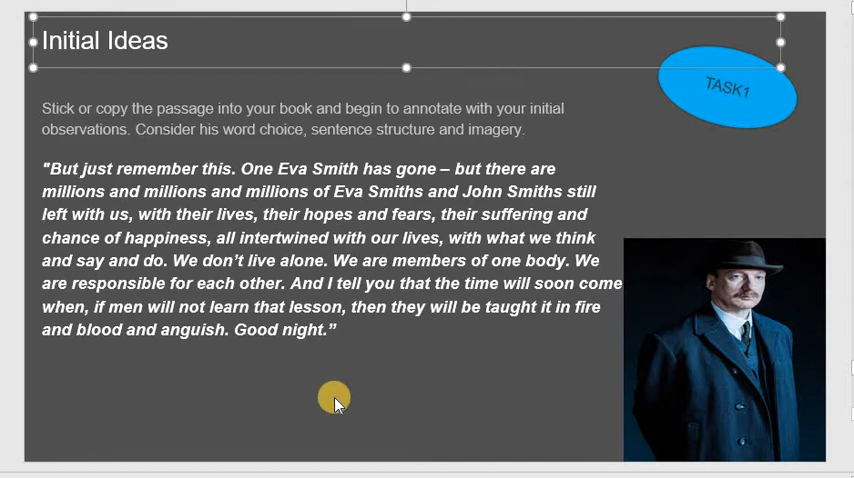 Initial Ideas
TASK1
Stick or copy the passage into your book and begin to annotate with your initial
observations. Consider his word choice, sentence structure and imagery.
"But just remember this. One Eva Smith has gone – but there are
millions and millions and millions of Eva Smiths and John Smiths still
left with us, with their lives, their hopes and fears, their suffering and
chance of happiness, all intertwined with our lives, with what we think
and say and do. We don’t live alone. We are members of one body. We
are responsible for each other. And I tell you that the time will soon come
when, if men will not learn that lesson, then they will be taught it in fire
and blood and anguish. Good night.”